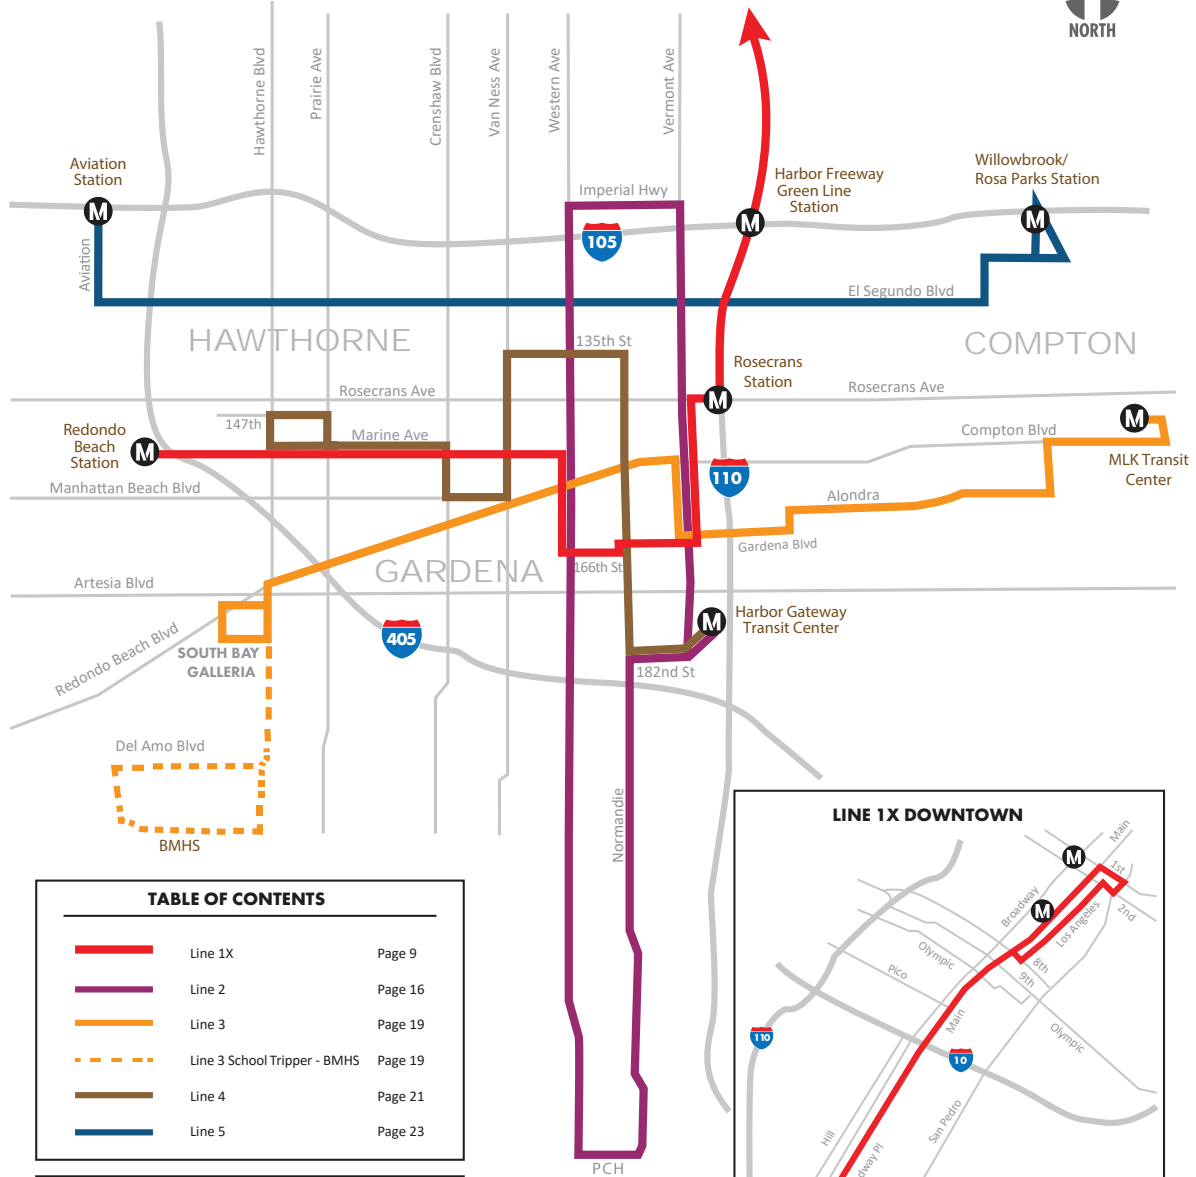 NORTH
Hawthorne Blvd
Prairie Ave
Crenshaw Blvd
Van Ness Ave
Western Ave
Vermont Ave
Aviation
Station
M
Aviation
Imperial Hwy
105
Harbor Freeway
Green Line
Station
M
Willowbrook/
Rosa Parks Station
M
El Segundo Blvd
HAWTHORNE
COMPTON
135th St
Rosecrans
Station
M
Rosecrans Ave
Rosecrans Ave
147th
Marine Ave
Redondo
Beach
Station
M
Compton Blvd
M
MLK Transit
Center
Manhattan Beach Blvd
110
Alondra
Gardena Blvd
GARDENA
166th St
Artesia Blvd
Redondo Beach Blvd
SOUTH BAY
GALLERIA
405
M
Harbor Gateway
Transit Center
182nd St
Del Amo Blvd
BMHS
Normandie
PCH
TABLE OF CONTENTS
Line 1X Page 9
Line 2 Page 16
Line 3 Page 19
Line 3 School Tripper - BMHS Page 19
Line 4 Page 21
Line 5 Page 23
LINE 1X DOWNTOWN
Main
M
1st
Broadway
M
Los Angeles
2nd
Olympic
8th
9th
Pico
Main
Olympic
110
10
San Pedro
Hill
dway Pl